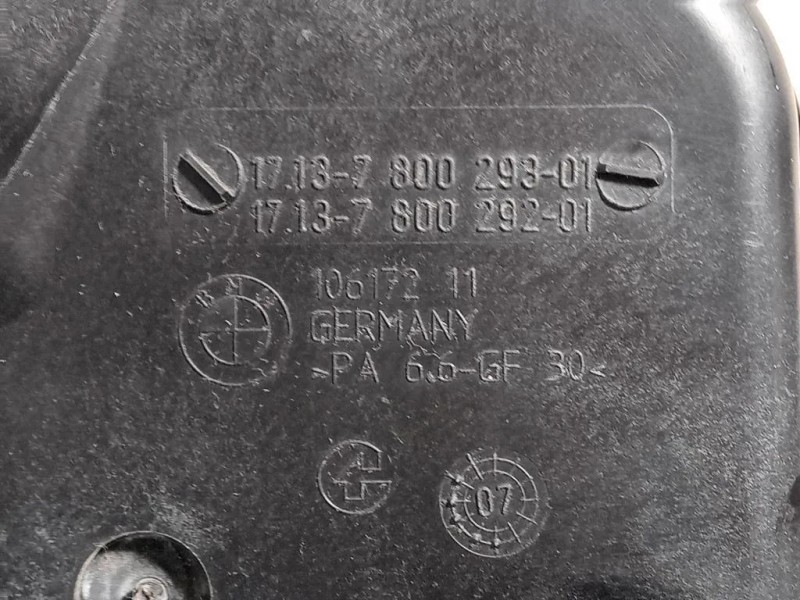 17.13-7 800 293-01
17.13-7 800 292-01
BMW
106172 11
GERMANY
>PA 6.6-GF 30<
07